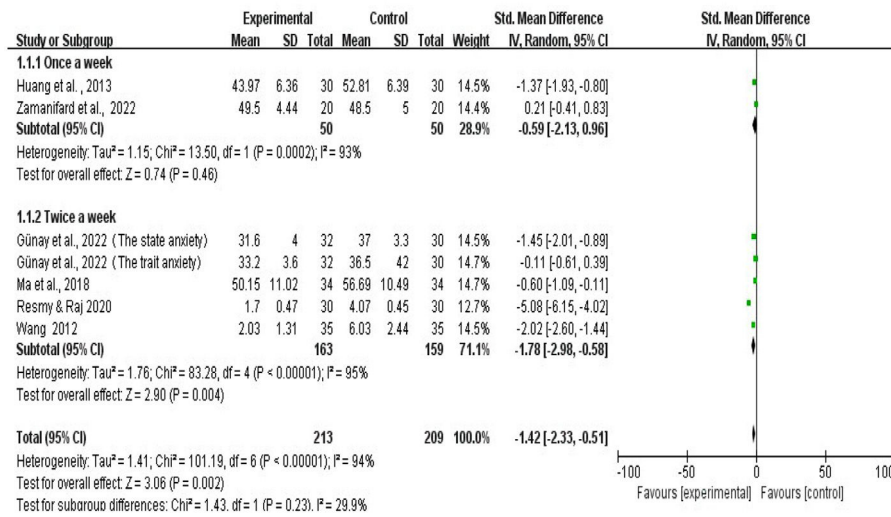 Experimental Control Std. Mean Difference Std. Mean Difference
Study or Subgroup Mean SD Total Mean SD Total Weight IV, Random, 95% CI IV, Random, 95% CI
1.1.1 Once a week
Huang et al. , 2013 43.97 6.36 30 52.81 6.39 30 14.5% -1.37 [-1.93, -0.80]
Zamanifard et al., 2022 49.5 4.44 20 48.5 5 20 14.4% 0.21 [-0.41, 0.83]
Subtotal (95% CI) 50 50 28.9% -0.59 [-2.13, 0.96]
Heterogeneity: Tau² = 1.15; Chi² = 13.50, df = 1 (P = 0.0002); I² = 93%
Test for overall effect: Z = 0.74 (P = 0.46)
1.1.2 Twice a week
Günay et al., 2022 (The state anxiety) 31.6 4 32 37 3.3 30 14.5% -1.45 [-2.01, -0.89]
Günay et al., 2022 (The trait anxiety) 33.2 3.6 32 36.5 42 30 14.7% -0.11 [-0.61, 0.39]
Ma et al., 2018 50.15 11.02 34 56.69 10.49 34 14.7% -0.60 [-1.09, -0.11]
Resmy & Raj 2020 1.7 0.47 30 4.07 0.45 30 12.7% -5.08 [-6.15, -4.02]
Wang 2012 2.03 1.31 35 6.03 2.44 35 14.5% -2.02 [-2.60, -1.44]
Subtotal (95% CI) 163 159 71.1% -1.78 [-2.98, -0.58]
Heterogeneity: Tau² = 1.76; Chi² = 83.28, df = 4 (P < 0.00001); I² = 95%
Test for overall effect: Z = 2.90 (P = 0.004)
Total (95% CI) 213 209 100.0% -1.42 [-2.33, -0.51]
Heterogeneity: Tau² = 1.41; Chi² = 101.19, df = 6 (P < 0.00001); I² = 94%
Test for overall effect: Z = 3.06 (P = 0.002)
Test for subgroup differences: Chi² = 1.43, df = 1 (P = 0.23), I² = 29.9%
-100 -50 0 50 100
Favours [experimental] Favours [control]